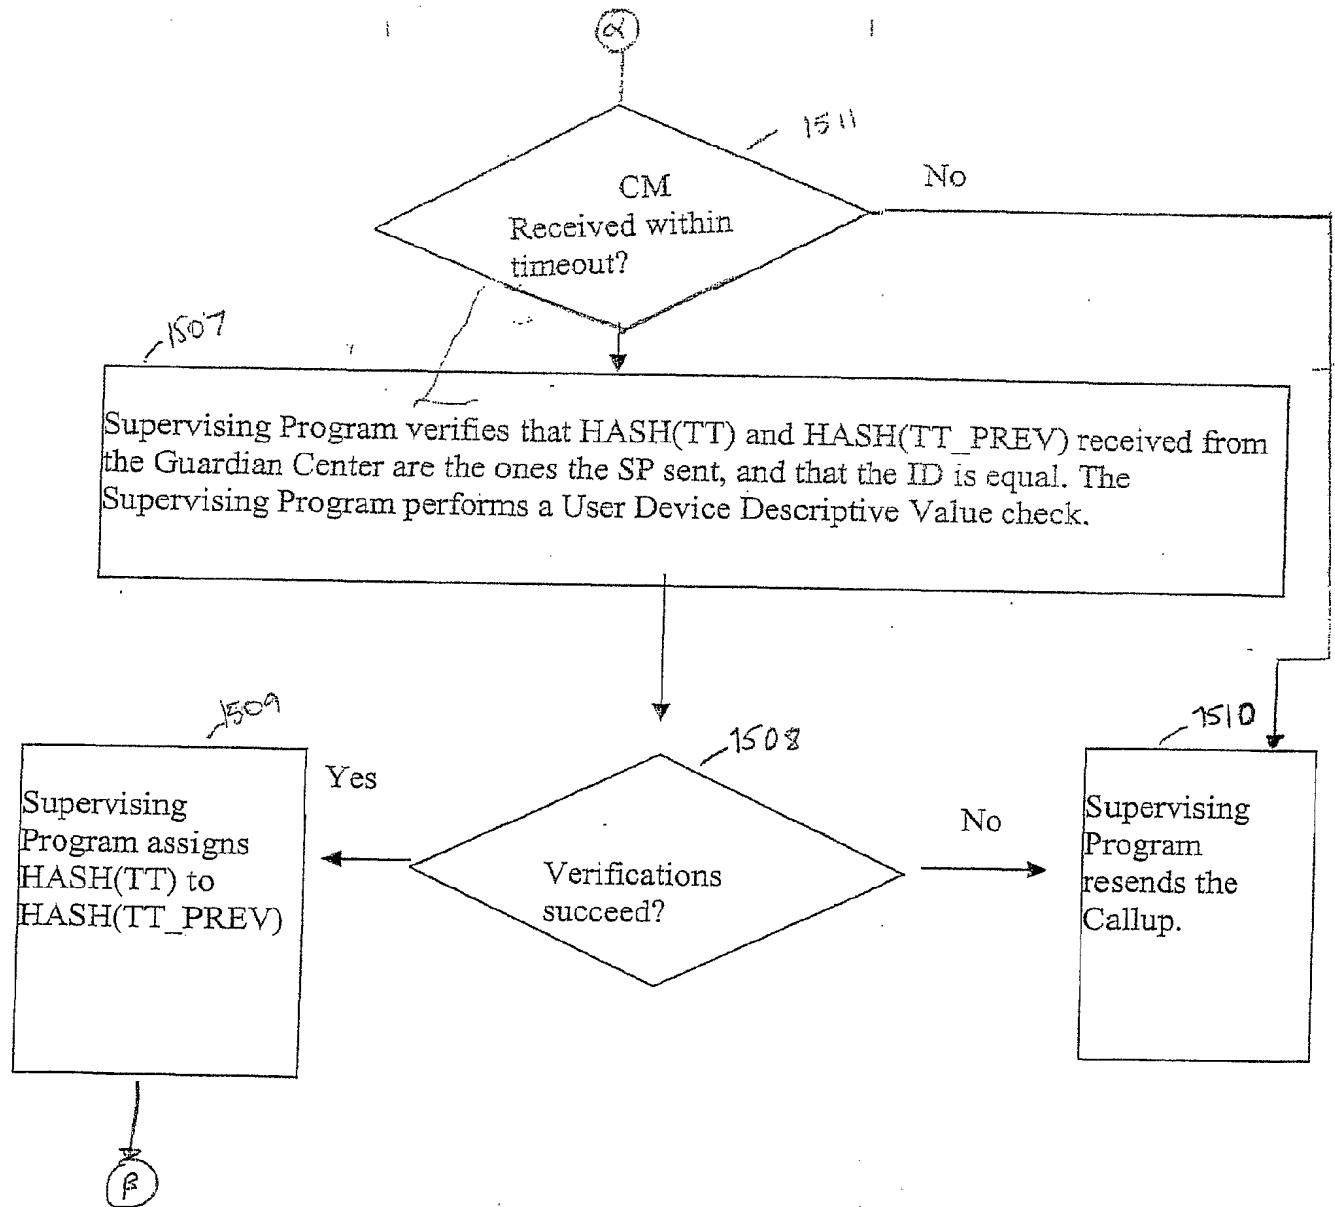 α
1511
No
CM
Received within
timeout?
1507
Supervising Program verifies that HASH(TT) and HASH(TT_PREV) received from
the Guardian Center are the ones the SP sent, and that the ID is equal. The
Supervising Program performs a User Device Descriptive Value check.
1509
1508
1510
Yes
No
Supervising
Program assigns
HASH(TT) to
HASH(TT_PREV)
Verifications
succeed?
Supervising
Program
resends the
Callup.
β